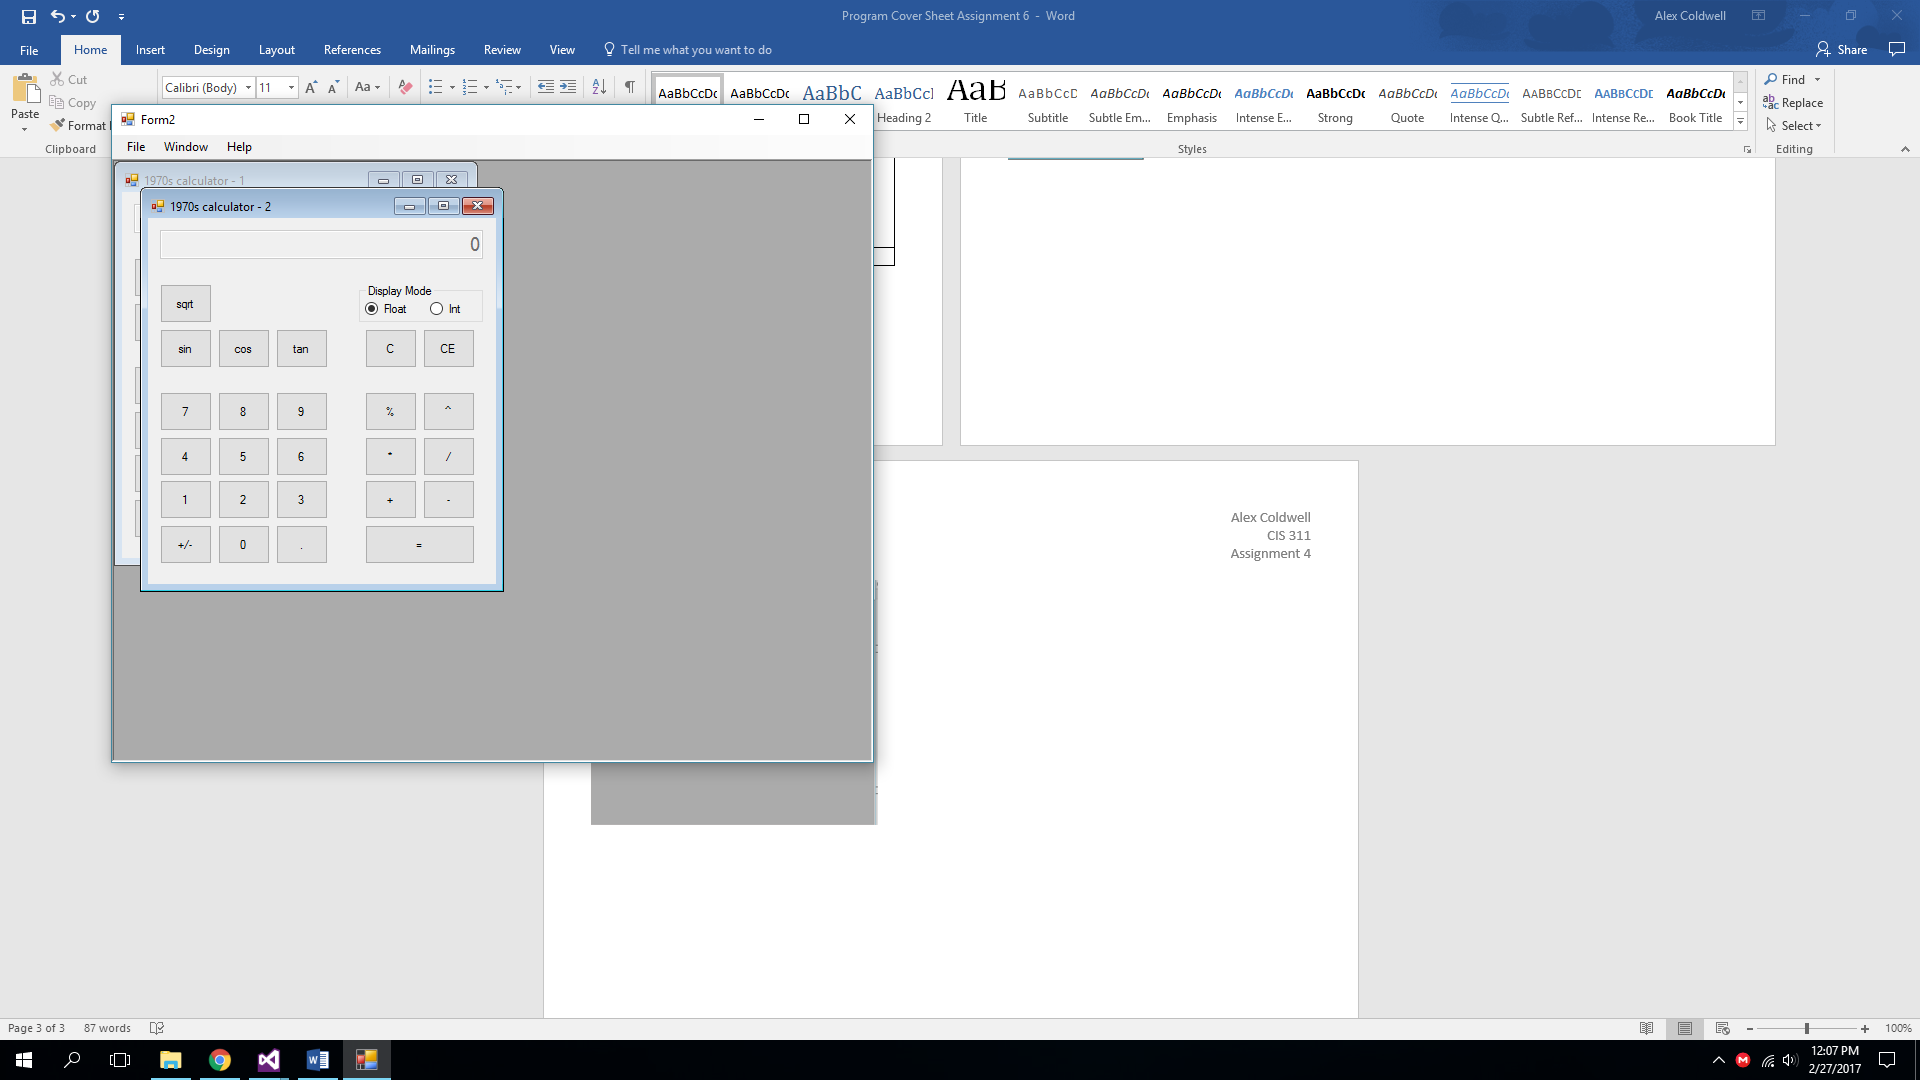 Program Cover Sheet Assignment 6 - Word
Alex Coldwell
File Home Insert Design Layout References Mailings Review View Tell me what you want to do
Share
Cut
Copy
Format
Paste
Clipboard
Calibri (Body) 11
AaBbCcDc AaBbCcDc AaBbC AaBbCcI AaB AaBbCcD AaBbCcDc AaBbCcDc AaBbCcDc AaBbCcDc AaBbCcDc AaBbCcDc AABBCCDE AABBCCDE AaBbCcDc
Heading 2 Title Subtitle Subtle Em... Emphasis Intense E... Strong Quote Intense Q... Subtle Ref... Intense Re... Book Title
Styles
Find
Replace
Select
Editing
Form2
File Window Help
1970s calculator - 1
1970s calculator - 2
0
Display Mode
sqrt Float Int
sin cos tan C CE
7 8 9 % ^
4 5 6 * /
1 2 3 + -
+/- 0 . =
Alex Coldwell
CIS 311
Assignment 4
Page 3 of 3 87 words
100%
12:07 PM
2/27/2017